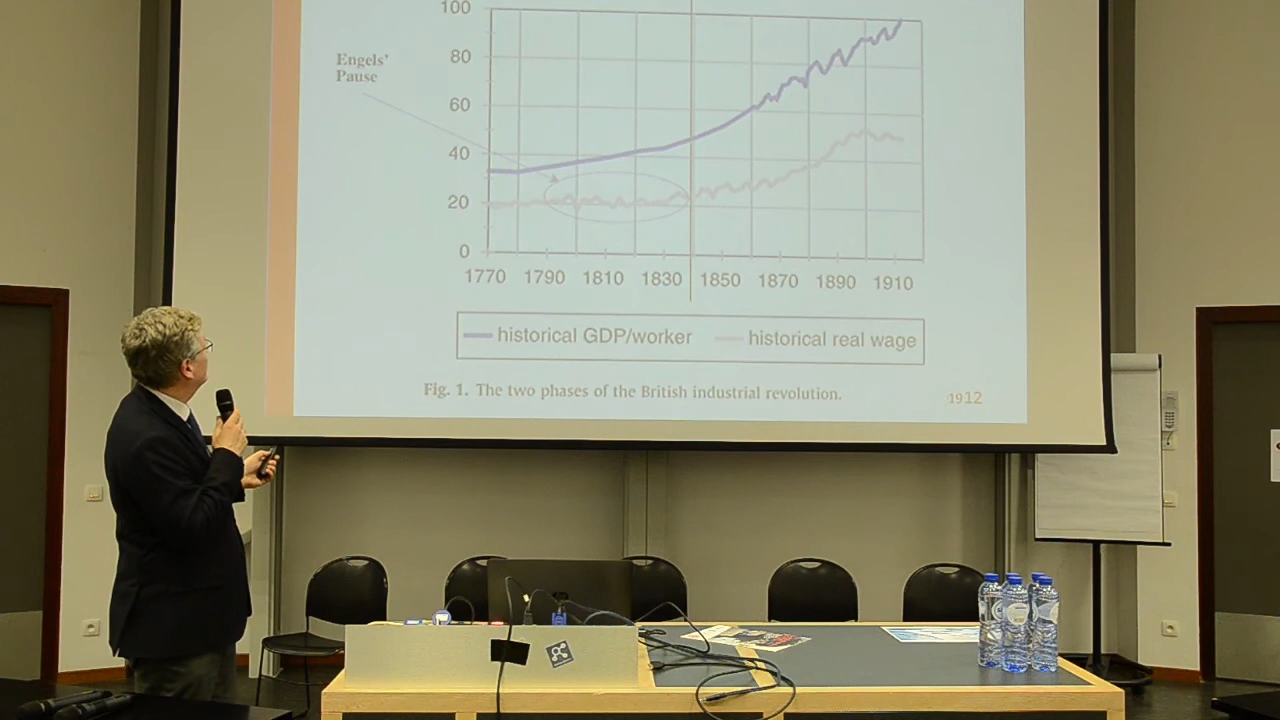 100
Engels'
Pause
80
60
40
20
0
1770 1790 1810 1830 1850 1870 1890 1910
historical GDP/worker historical real wage
Fig. 1. The two phases of the British industrial revolution.
1912